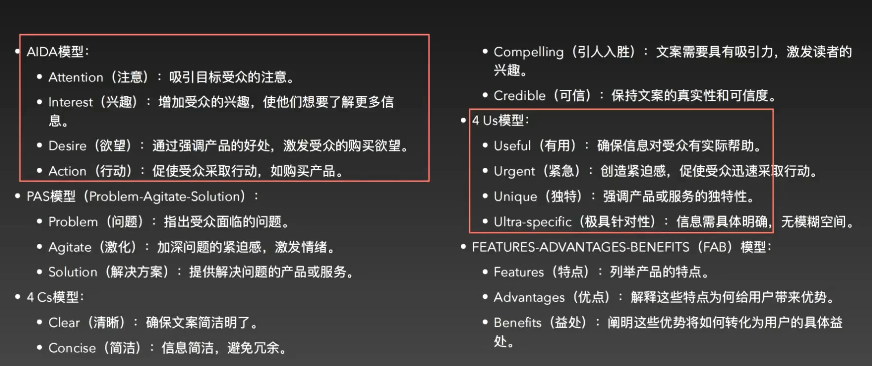 • AIDA模型：
• Attention（注意）：吸引目标受众的注意。
• Interest（兴趣）：增加受众的兴趣，使他们想要了解更多信
息。
• Desire（欲望）：通过强调产品的好处，激发受众的购买欲望。
• Action（行动）：促使受众采取行动，如购买产品。
• PAS模型（Problem-Agitate-Solution）：
• Problem（问题）：指出受众面临的问题。
• Agitate（激化）：加深问题的紧迫感，激发情绪。
• Solution（解决方案）：提供解决问题的产品或服务。
• 4 Cs模型：
• Clear（清晰）：确保文案简洁明了。
• Concise（简洁）：信息简洁，避免冗余。
• Compelling（引人入胜）：文案需要具有吸引力，激发读者的
兴趣。
• Credible（可信）：保持文案的真实性和可信度。
• 4 Us模型：
• Useful（有用）：确保信息对受众有实际帮助。
• Urgent（紧急）：创造紧迫感，促使受众迅速采取行动。
• Unique（独特）：强调产品或服务的独特性。
• Ultra-specific（极具针对性）：信息需具体明确，无模糊空间。
• FEATURES-ADVANTAGES-BENEFITS（FAB）模型：
• Features（特点）：列举产品的特点。
• Advantages（优点）：解释这些特点为何给用户带来优势。
• Benefits（益处）：阐明这些优势将如何转化为用户的具体益
处。